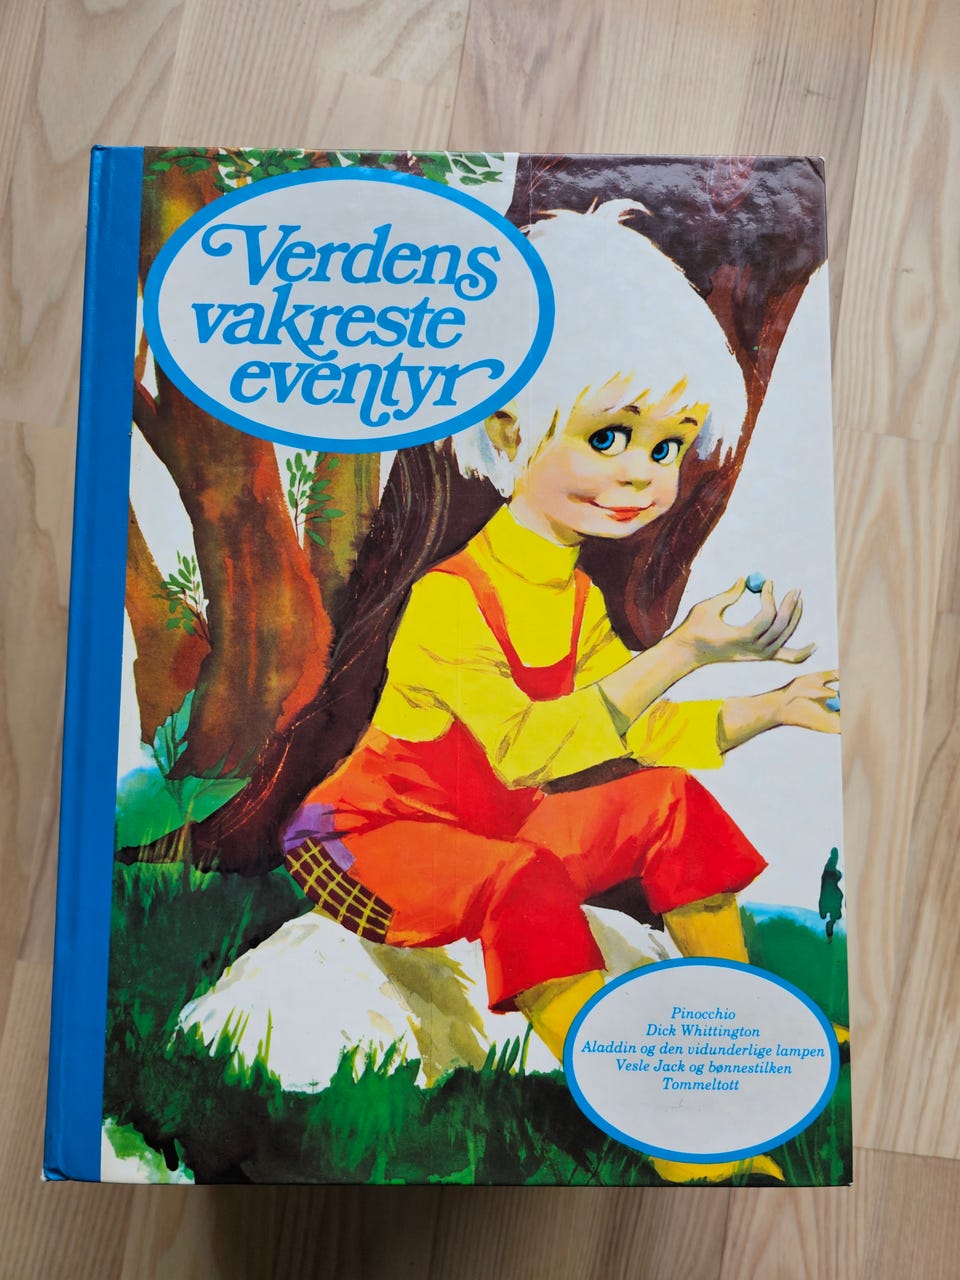 Verdens
vakreste
eventyr
Pinocchio
Dick Whittington
Aladdin og den vidunderlige lampen
Vesle Jack og bønnestilken
Tommeltott